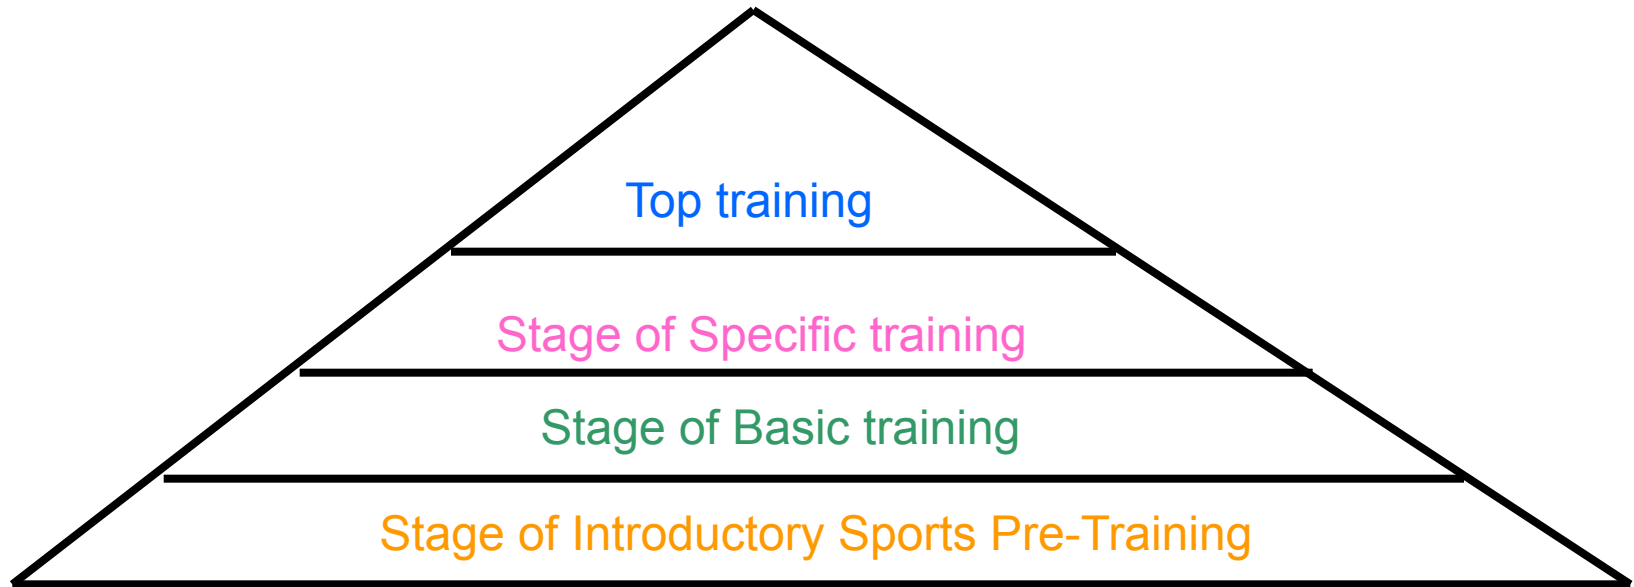 Top training
Stage of Specific training
Stage of Basic training
Stage of Introductory Sports Pre-Training